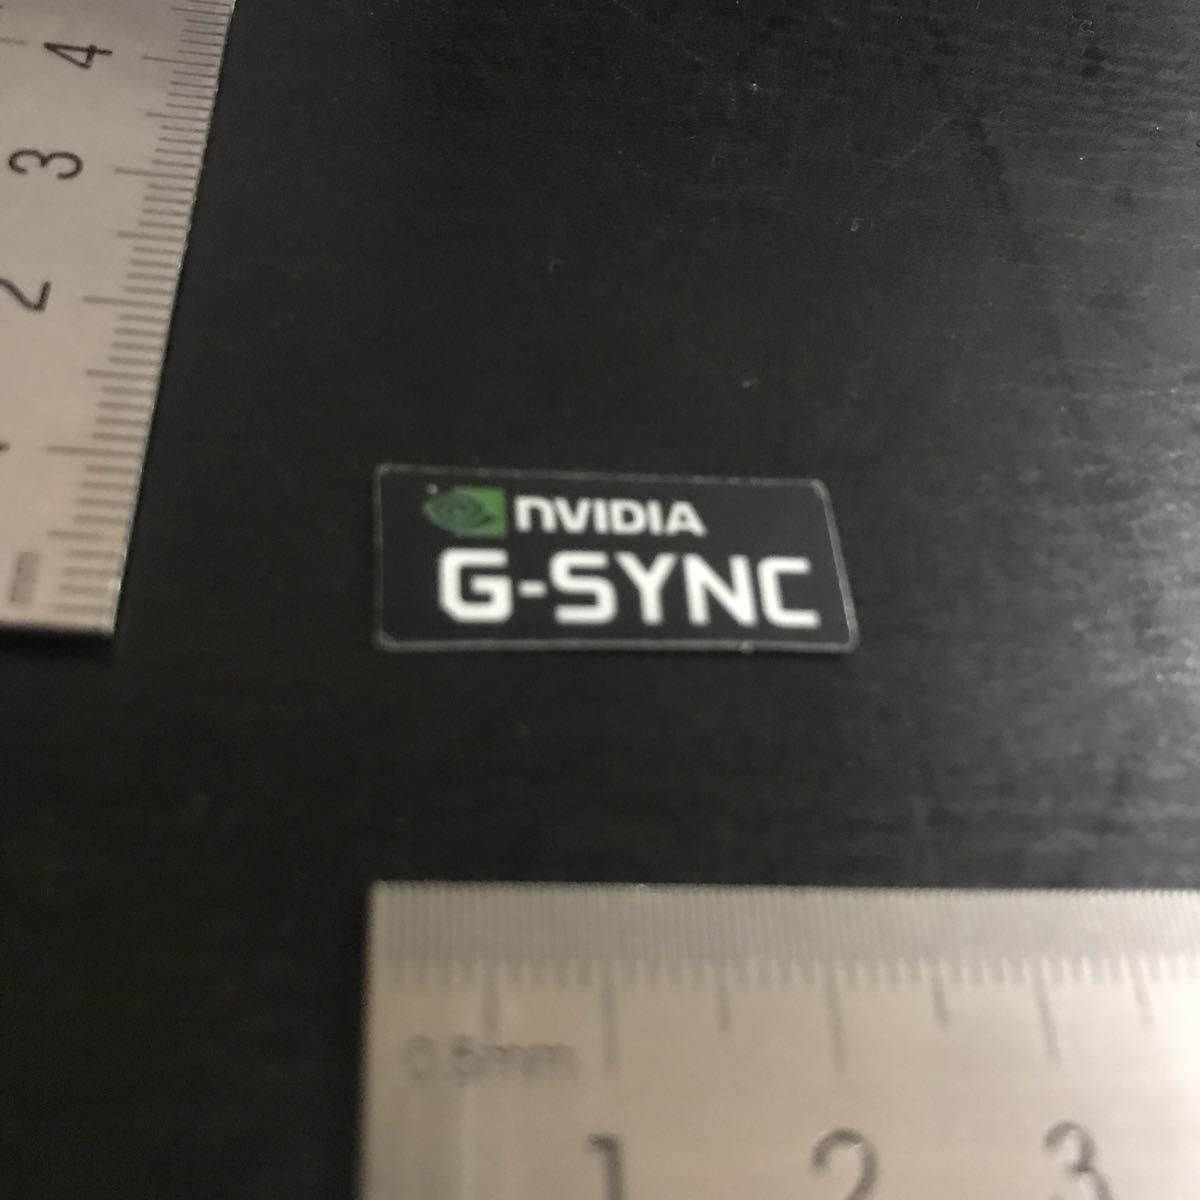 4
3
2
mm
NVIDIA
G-SYNC
0.5mm
1 2 3